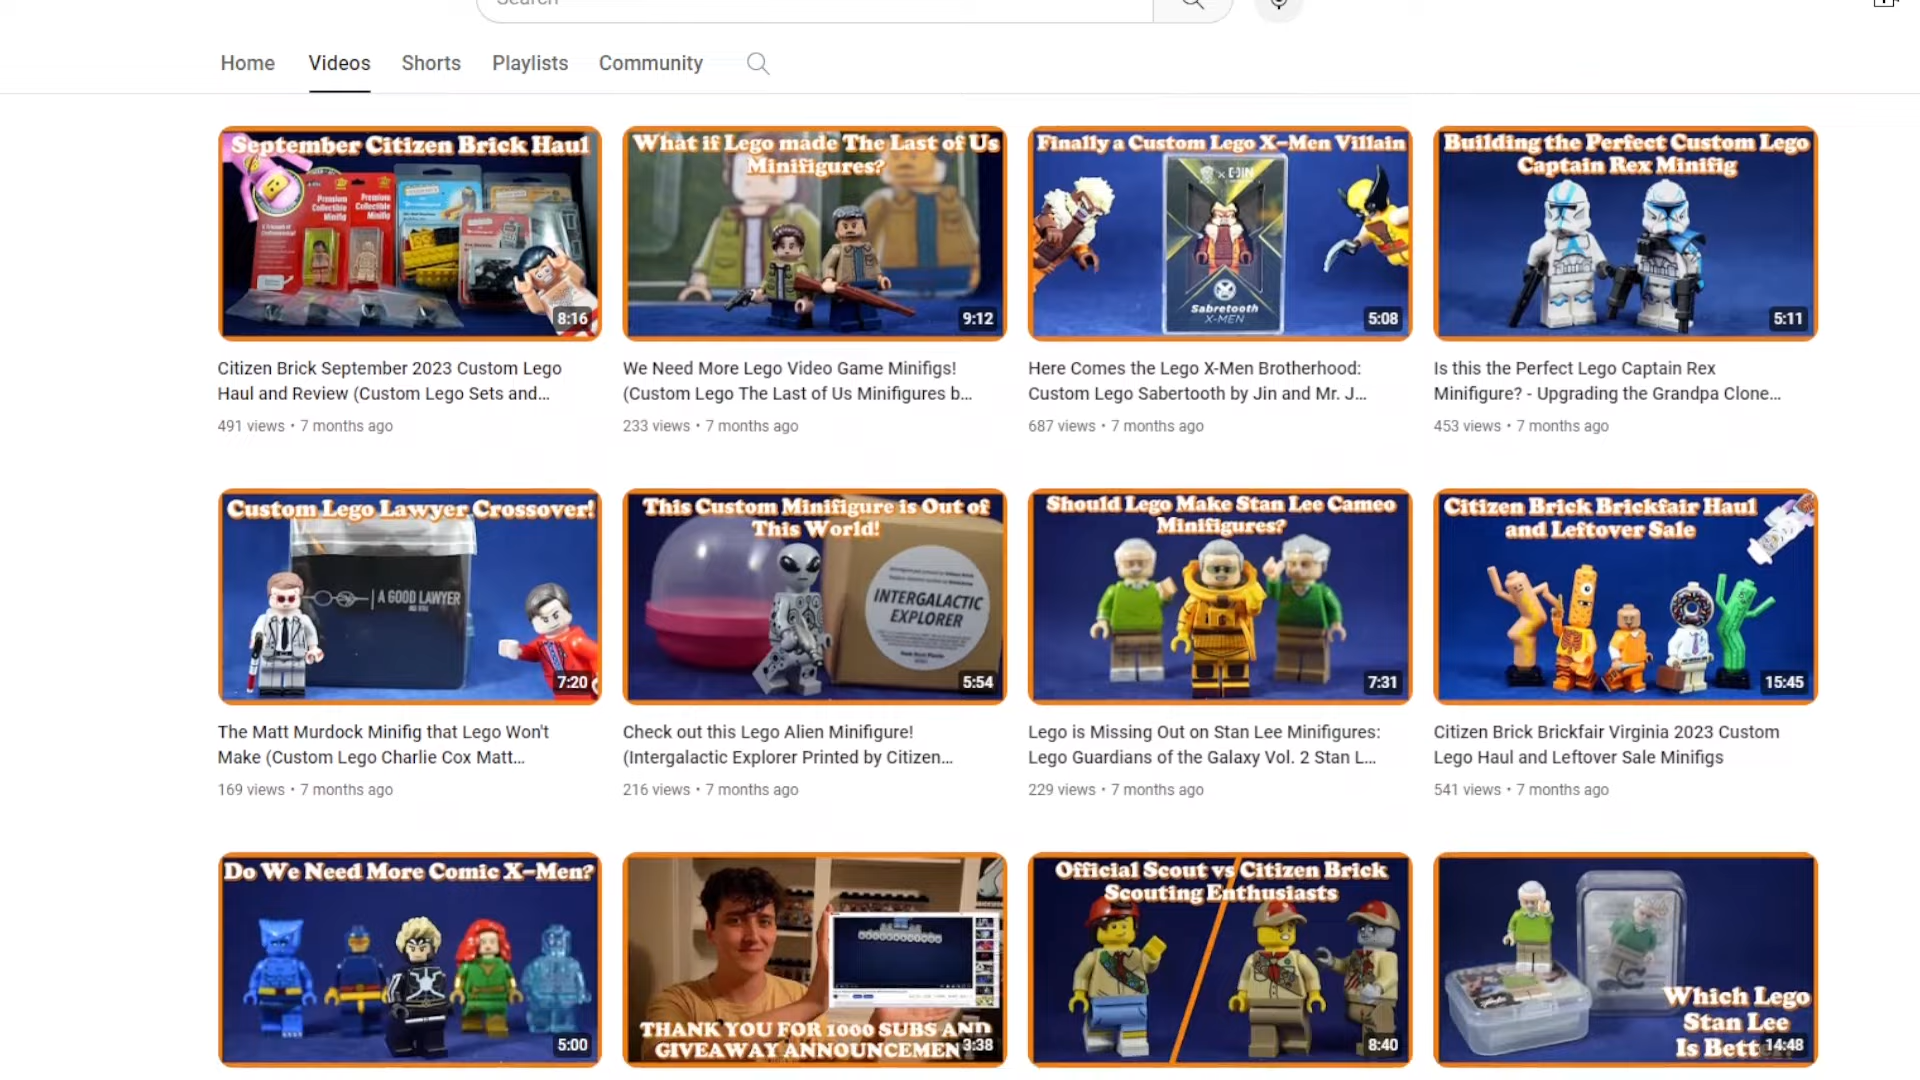 Search
Home
Videos
Shorts
Playlists
Community
September Citizen Brick Haul
Premium
Collectible
Minifig
Premium
Collectible
Minifig
8:16
What if Lego made The Last of Us
Minifigures?
9:12
Finally a Custom Lego X-Men Villain
Sabretooth
X-MEN
5:08
Building the Perfect Custom Lego
Captain Rex Minifig
5:11
Citizen Brick September 2023 Custom Lego
Haul and Review (Custom Lego Sets and...
491 views • 7 months ago
We Need More Lego Video Game Minifigs!
(Custom Lego The Last of Us Minifigures b...
233 views • 7 months ago
Here Comes the Lego X-Men Brotherhood:
Custom Lego Sabertooth by Jin and Mr. J...
687 views • 7 months ago
Is this the Perfect Lego Captain Rex
Minifigure? - Upgrading the Grandpa Clone...
453 views • 7 months ago
Custom Lego Lawyer Crossover!
A GOOD LAWYER
7:20
This Custom Minifigure is Out of
This World!
INTERGALACTIC
EXPLORER
5:54
Should Lego Make Stan Lee Cameo
Minifigures?
7:31
Citizen Brick Brickfair Haul
and Leftover Sale
15:45
The Matt Murdock Minifig that Lego Won't
Make (Custom Lego Charlie Cox Matt...
169 views • 7 months ago
Check out this Lego Alien Minifigure!
(Intergalactic Explorer Printed by Citizen...
216 views • 7 months ago
Lego is Missing Out on Stan Lee Minifigures:
Lego Guardians of the Galaxy Vol. 2 Stan L...
229 views • 7 months ago
Citizen Brick Brickfair Virginia 2023 Custom
Lego Haul and Leftover Sale Minifigs
541 views • 7 months ago
Do We Need More Comic X-Men?
5:00
THANK YOU FOR 1000 SUBS AND
GIVEAWAY ANNOUNCEMEN
3:38
Official Scout vs Citizen Brick
Scouting Enthusiasts
8:40
Which Lego
Stan Lee
Is Bett
14:48